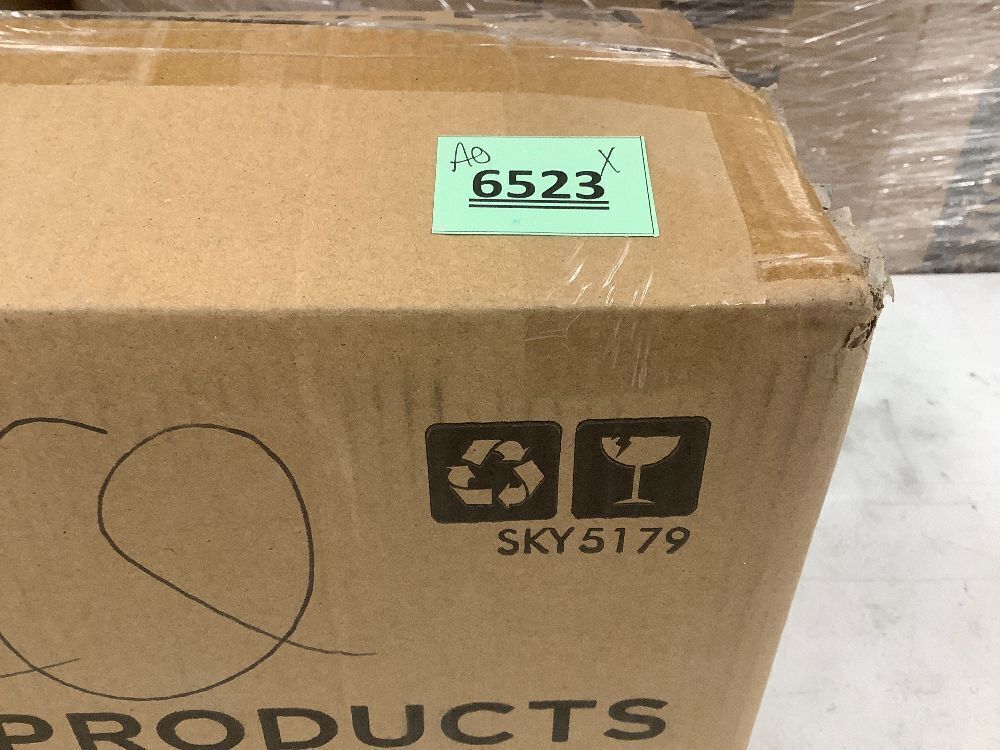 AO X
6523
SKY5179
PRODUCTS